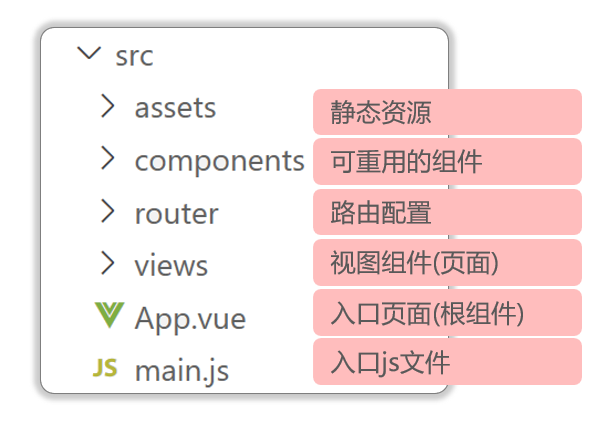 src
assets 静态资源
components 可重用的组件
router 路由配置
views 视图组件(页面)
App.vue 入口页面(根组件)
JS main.js 入口js文件